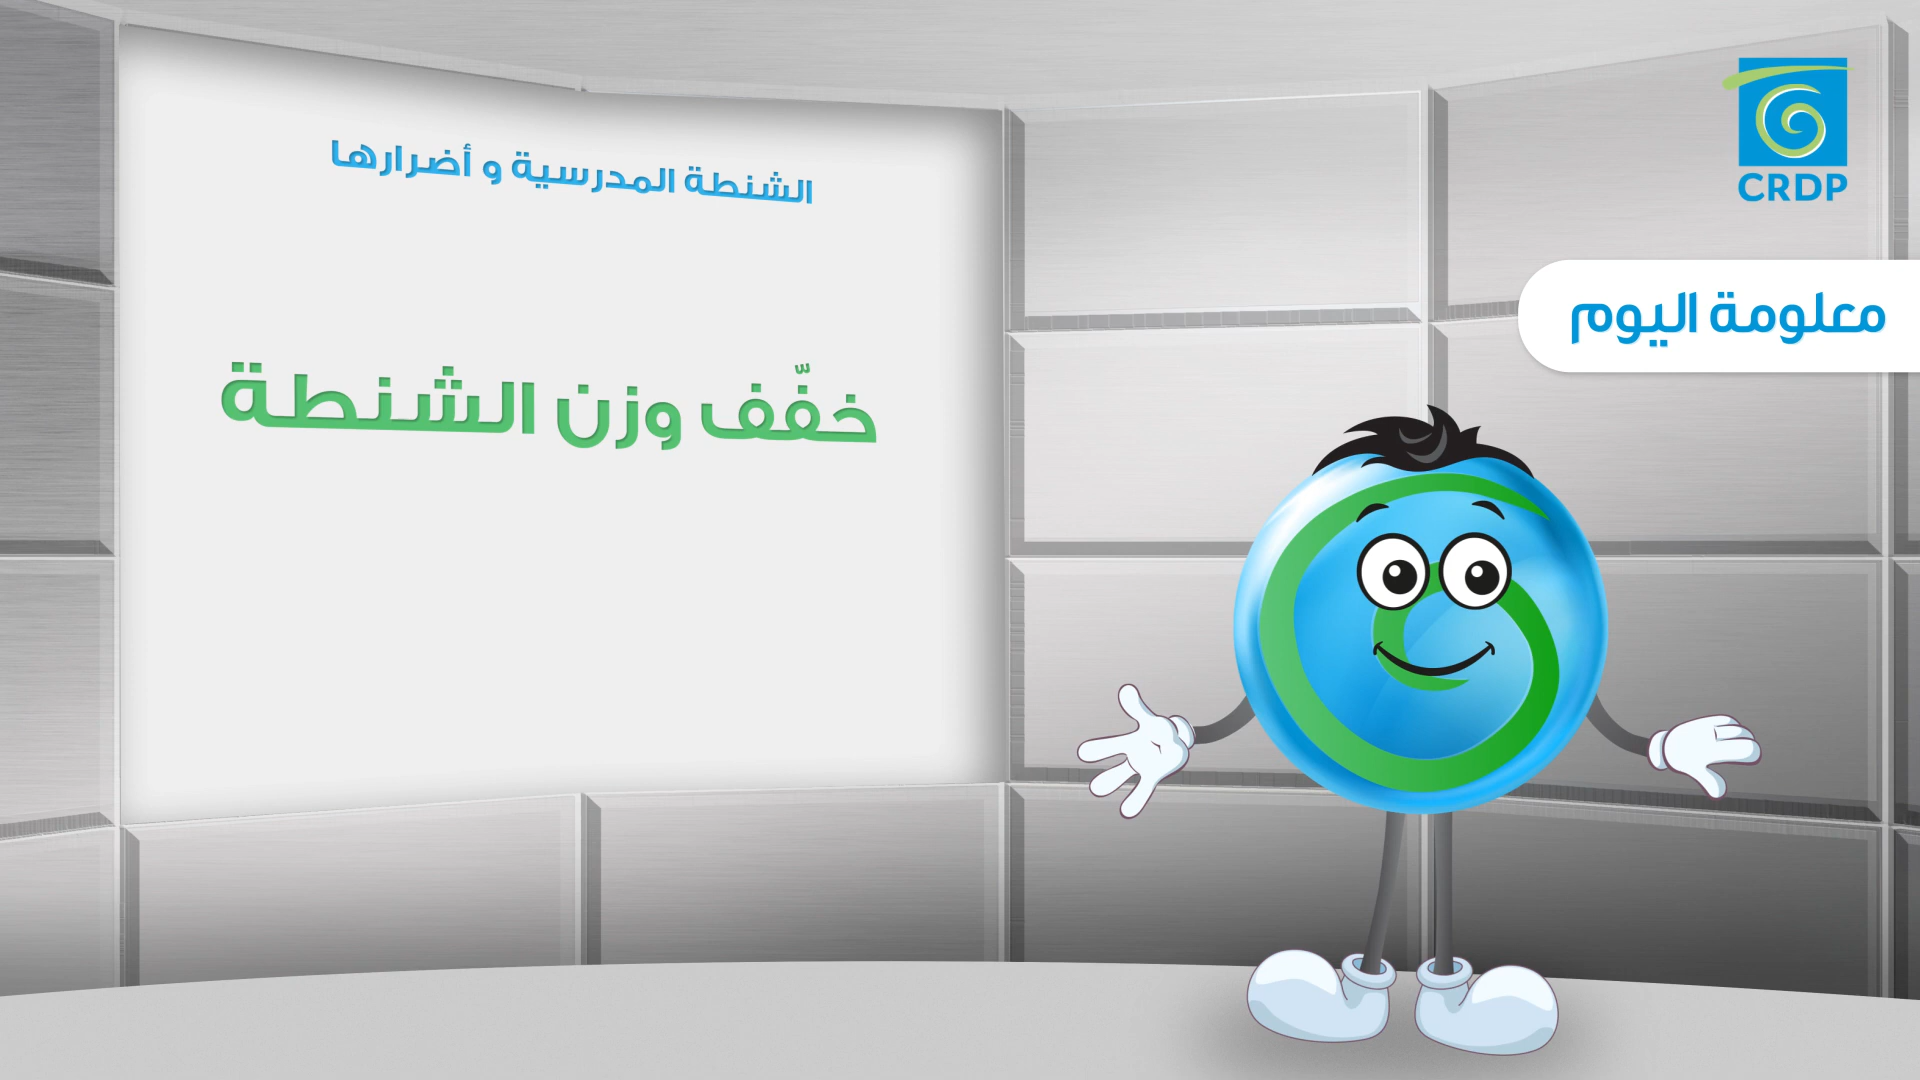 الشنطة المدرسية و أضرارها
خفّف وزن الشنطة
CRDP
معلومة اليوم